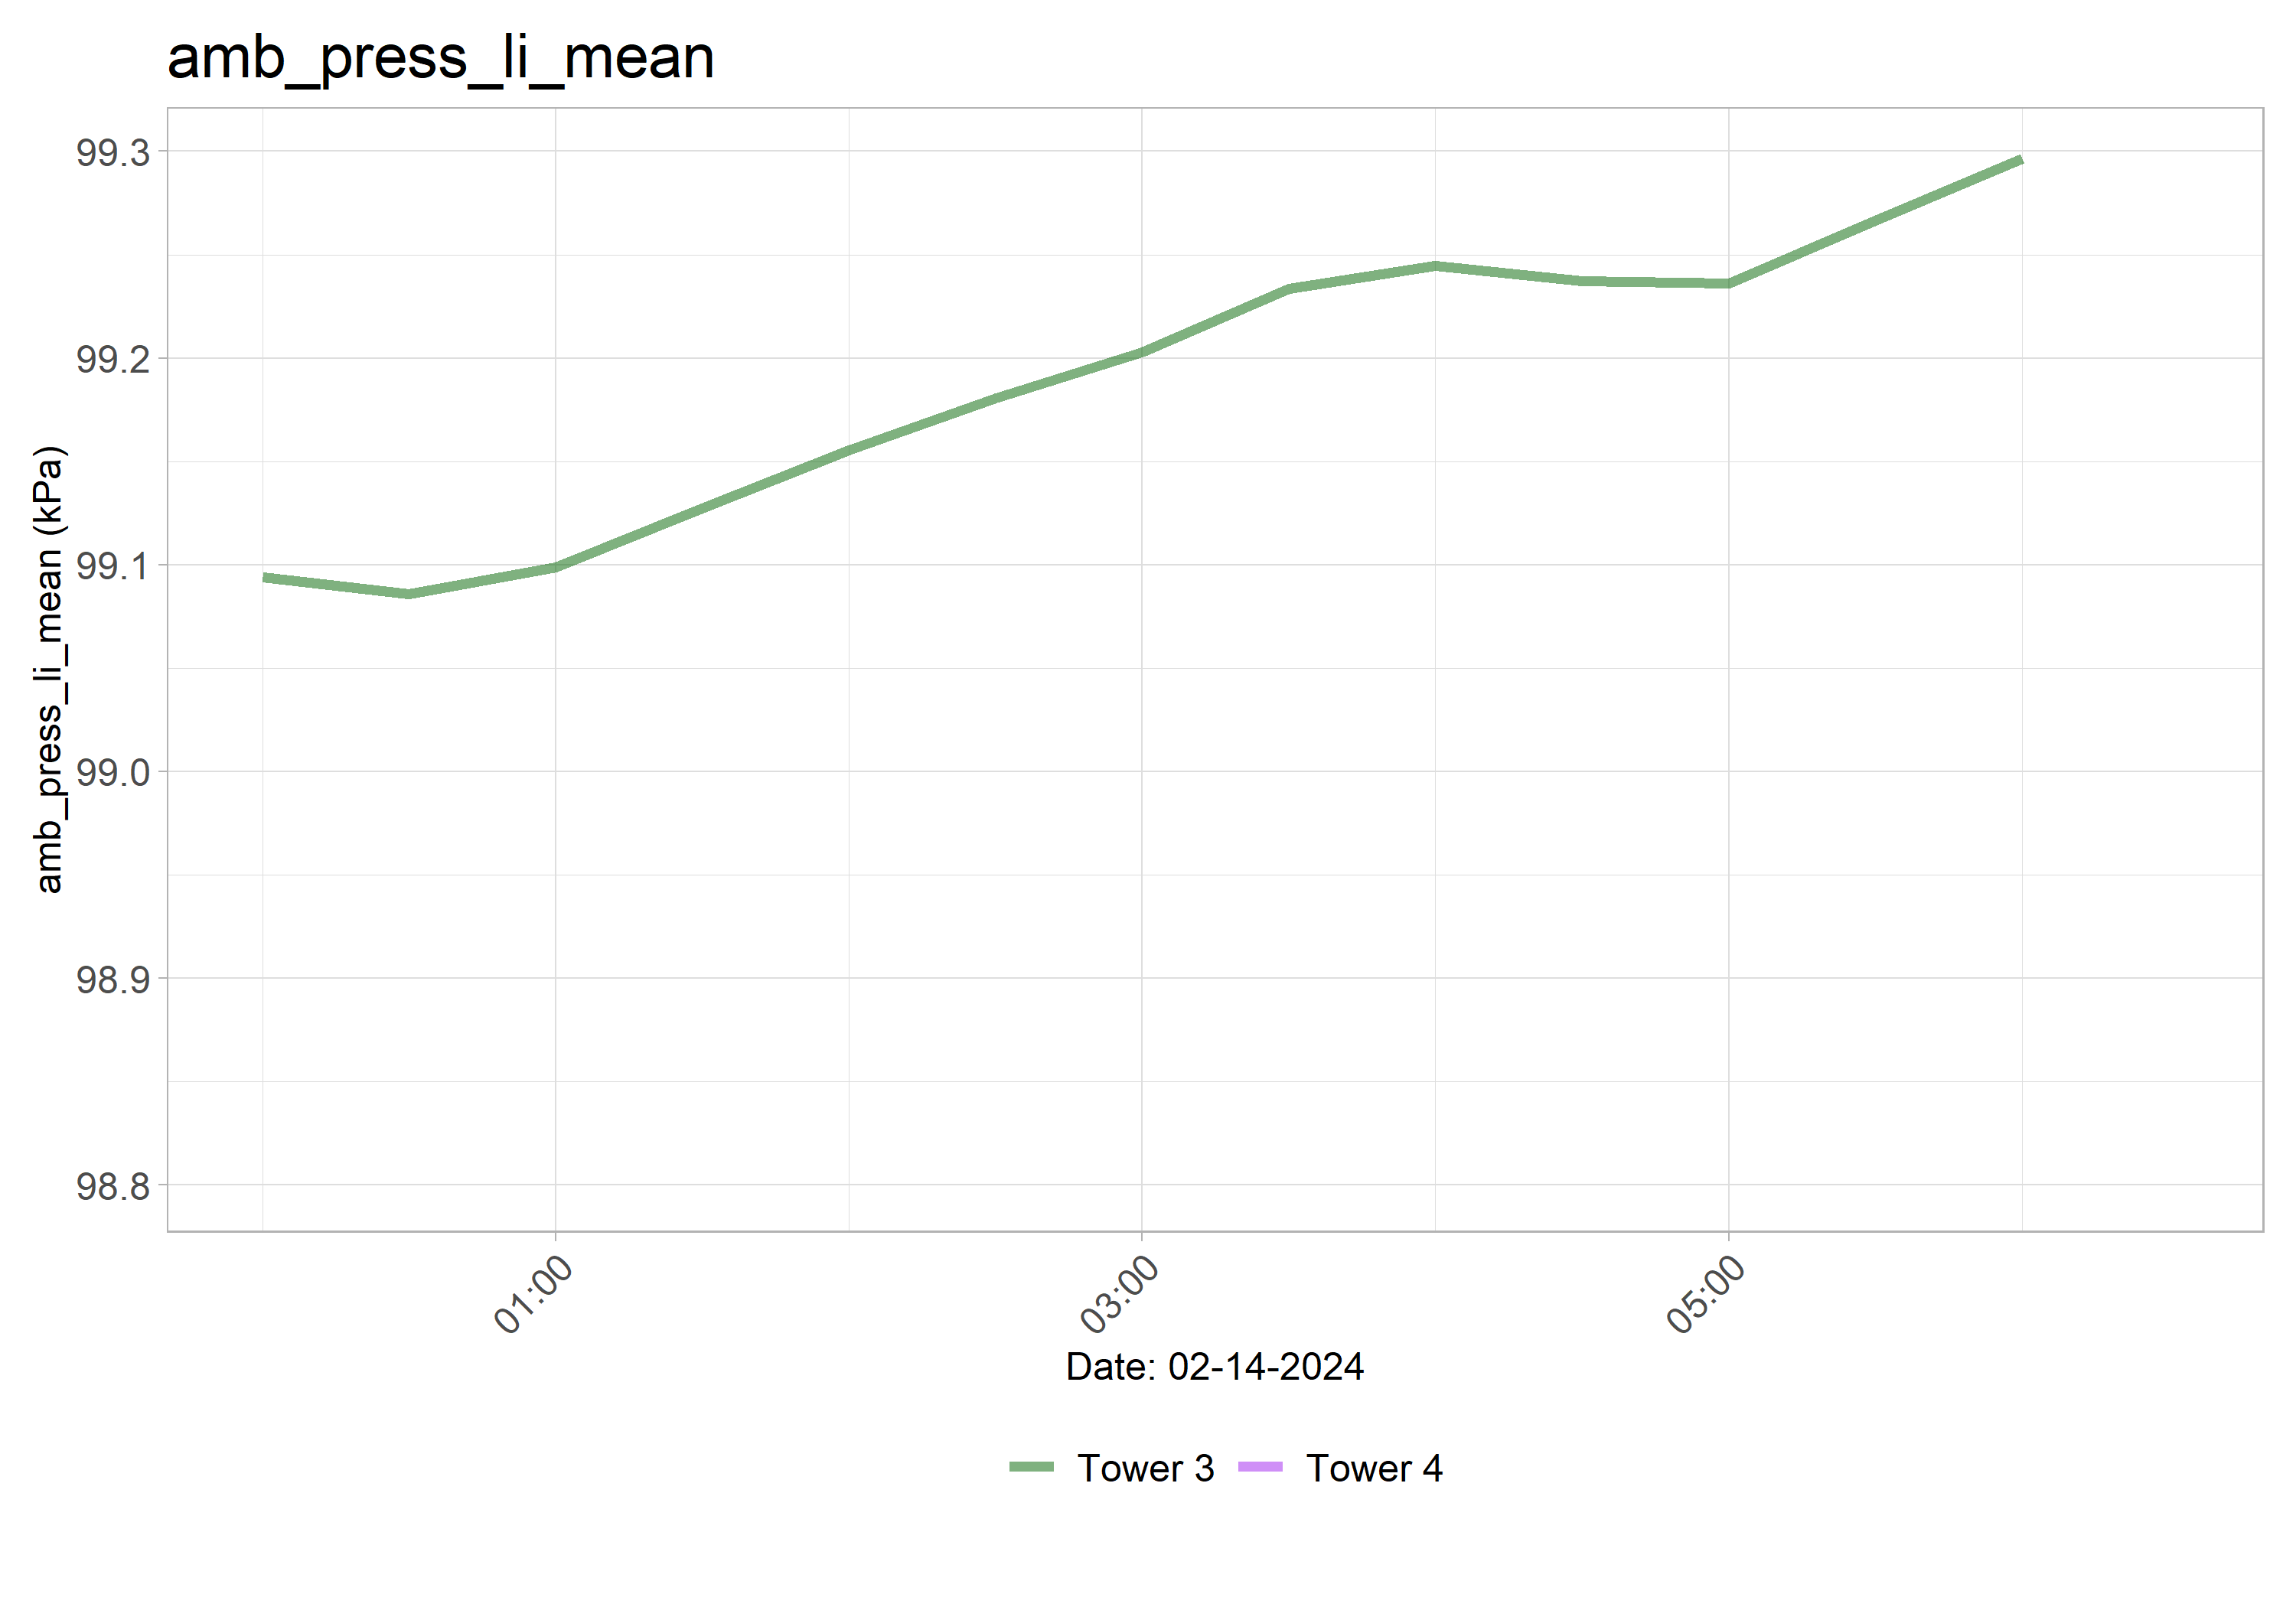 amb_press_li_mean
amb_press_li_mean (kPa)
99.3
99.2
99.1
99.0
98.9
98.8
01:00
03:00
05:00
Date: 02-14-2024
Tower 3
Tower 4